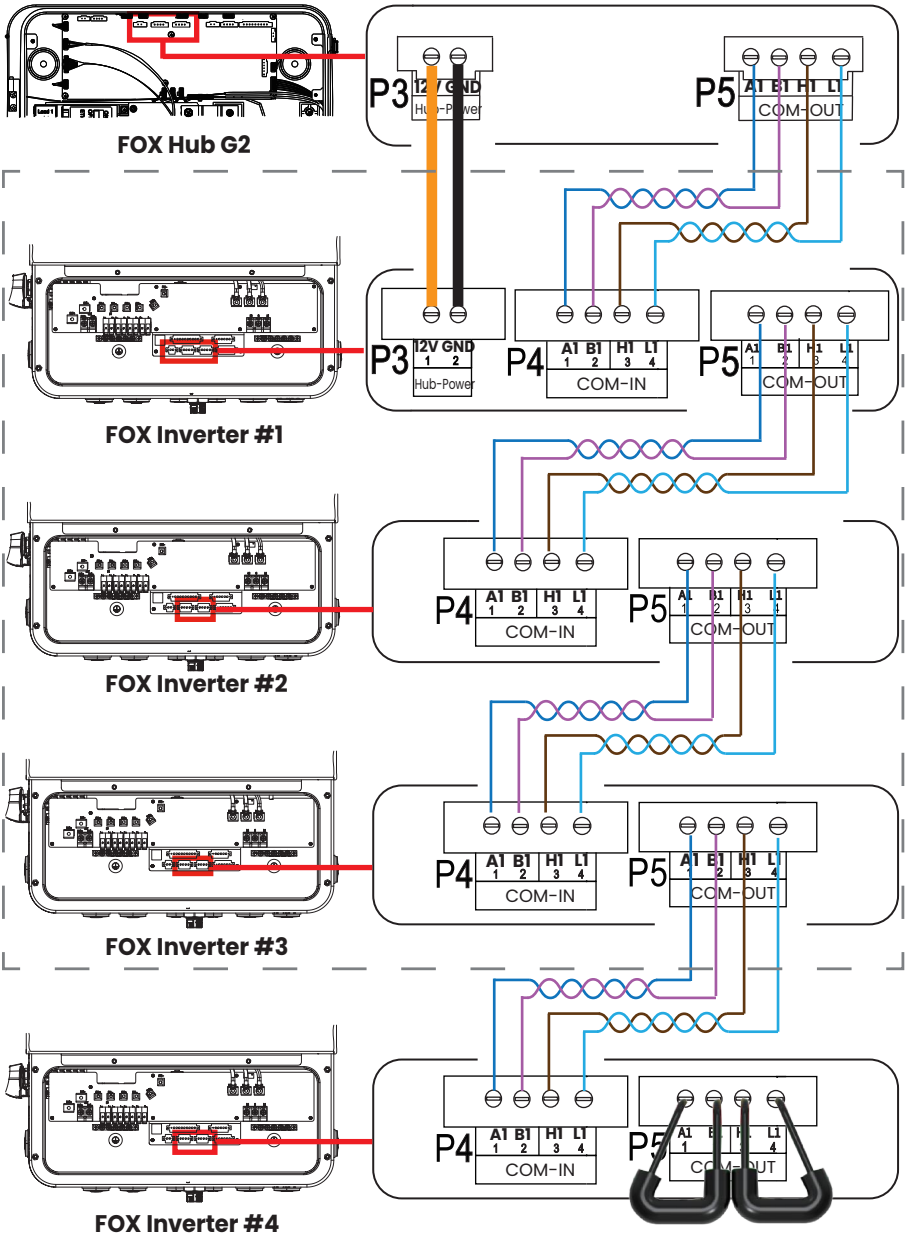 P3
12V GND
Hub-Power
P5
A1 B1 H1 L1
COM-OUT
FOX Hub G2
P3
12V GND
1 2
Hub-Power
P4
A1 B1 H1 L1
1 2 3 4
COM-IN
P5
A1 B1 H1 L1
1 2 3 4
COM-OUT
FOX Inverter #1
P4
A1 B1 H1 L1
1 2 3 4
COM-IN
P5
A1 B1 H1 L1
1 2 3 4
COM-OUT
FOX Inverter #2
P4
A1 B1 H1 L1
1 2 3 4
COM-IN
P5
A1 B1 H1 L1
1 2 3 4
COM-OUT
FOX Inverter #3
P4
A1 B1 H1 L1
1 2 3 4
COM-IN
P5
A1 L1
1 4
COM-OUT
FOX Inverter #4